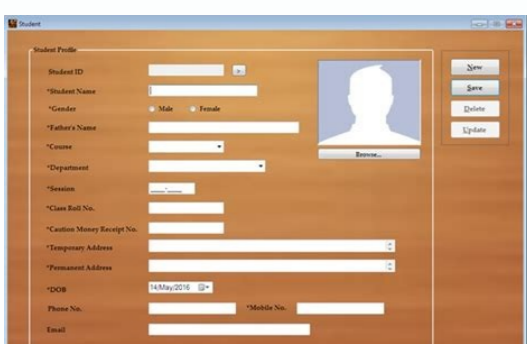 Student
Student Profile
Student ID
>
*Student Name
*Gender Male Female
*Father's Name
*Course
*Department
*Session ____-____
*Class Roll No.
*Caution Money Receipt No.
*Temporary Address
*Permanent Address
*DOB 14/May/2016
Phone No. *Mobile No.
Email
Browse...
New
Save
Delete
Update